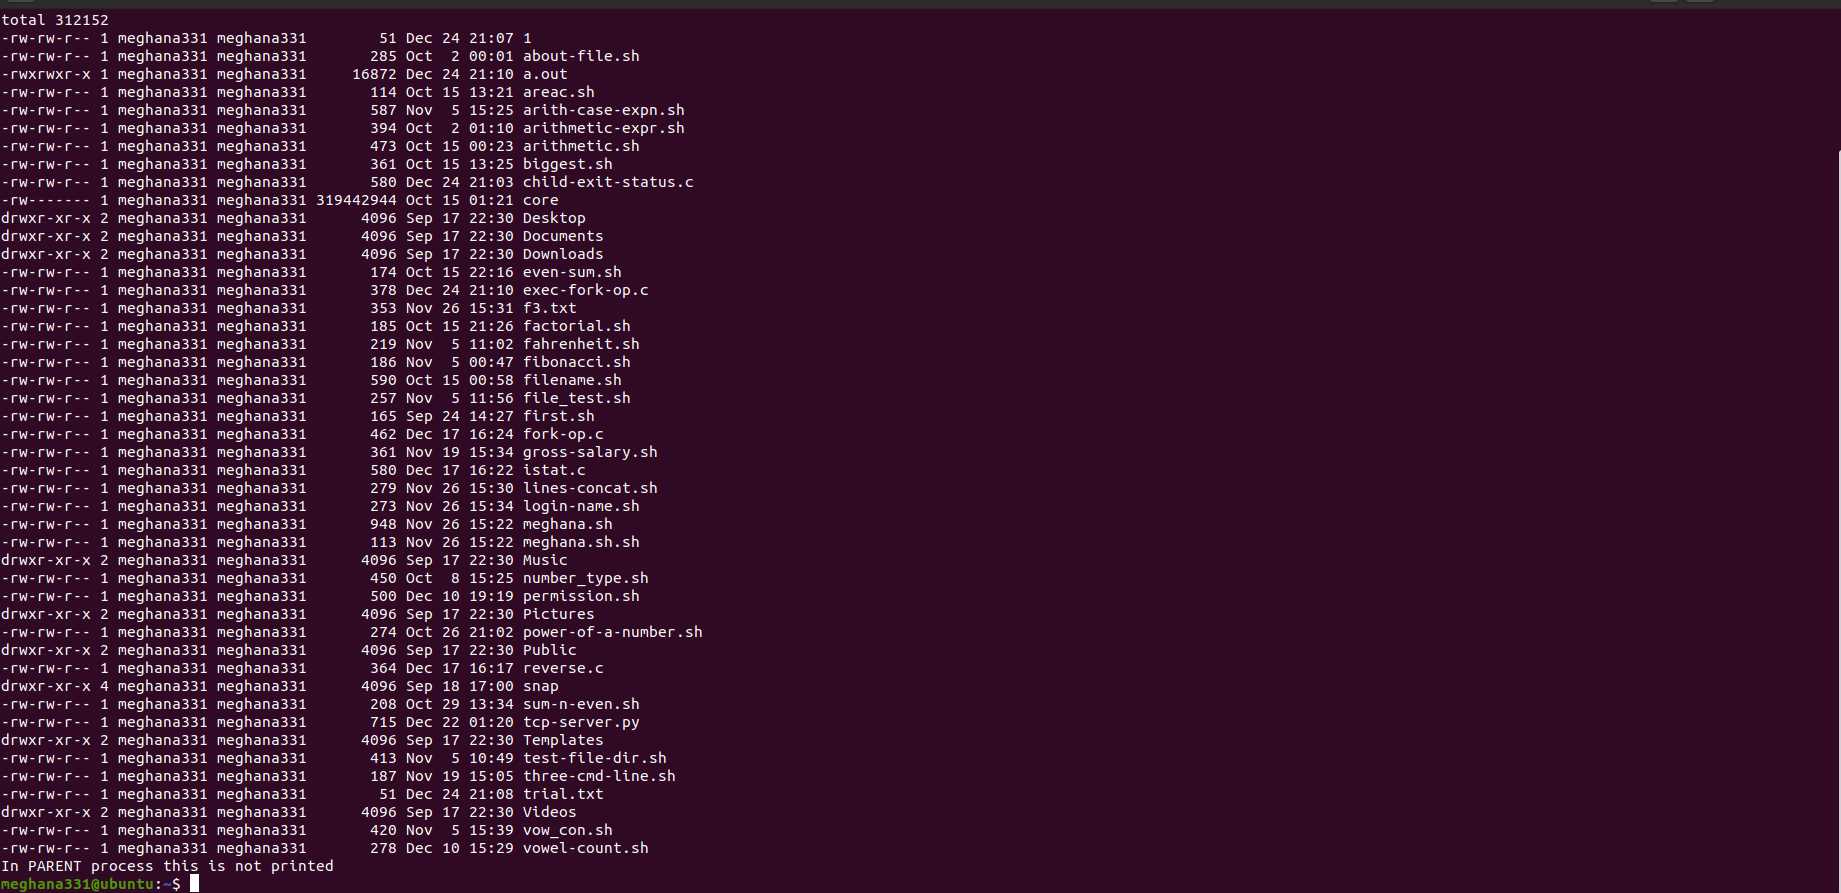 total 312152
-rw-rw-r-- 1 meghana331 meghana331        51 Dec 24 21:07 1
-rw-rw-r-- 1 meghana331 meghana331       285 Oct  2 00:01 about-file.sh
-rwxrwxr-x 1 meghana331 meghana331     16872 Dec 24 21:10 a.out
-rw-rw-r-- 1 meghana331 meghana331       114 Oct 15 13:21 areac.sh
-rw-rw-r-- 1 meghana331 meghana331       587 Nov  5 15:25 arith-case-expn.sh
-rw-rw-r-- 1 meghana331 meghana331       394 Oct  2 01:10 arithmetic-expr.sh
-rw-rw-r-- 1 meghana331 meghana331       473 Oct 15 00:23 arithmetic.sh
-rw-rw-r-- 1 meghana331 meghana331       361 Oct 15 13:25 biggest.sh
-rw-rw-r-- 1 meghana331 meghana331       580 Dec 24 21:03 child-exit-status.c
-rw------- 1 meghana331 meghana331 319442944 Oct 15 01:21 core
drwxr-xr-x 2 meghana331 meghana331      4096 Sep 17 22:30 Desktop
drwxr-xr-x 2 meghana331 meghana331      4096 Sep 17 22:30 Documents
drwxr-xr-x 2 meghana331 meghana331      4096 Sep 17 22:30 Downloads
-rw-rw-r-- 1 meghana331 meghana331       174 Oct 15 22:16 even-sum.sh
-rw-rw-r-- 1 meghana331 meghana331       378 Dec 24 21:10 exec-fork-op.c
-rw-rw-r-- 1 meghana331 meghana331       353 Nov 26 15:31 f3.txt
-rw-rw-r-- 1 meghana331 meghana331       185 Oct 15 21:26 factorial.sh
-rw-rw-r-- 1 meghana331 meghana331       219 Nov  5 11:02 fahrenheit.sh
-rw-rw-r-- 1 meghana331 meghana331       186 Nov  5 00:47 fibonacci.sh
-rw-rw-r-- 1 meghana331 meghana331       590 Oct 15 00:58 filename.sh
-rw-rw-r-- 1 meghana331 meghana331       257 Nov  5 11:56 file_test.sh
-rw-rw-r-- 1 meghana331 meghana331       165 Sep 24 14:27 first.sh
-rw-rw-r-- 1 meghana331 meghana331       462 Dec 17 16:24 fork-op.c
-rw-rw-r-- 1 meghana331 meghana331       361 Nov 19 15:34 gross-salary.sh
-rw-rw-r-- 1 meghana331 meghana331       580 Dec 17 16:22 istat.c
-rw-rw-r-- 1 meghana331 meghana331       279 Nov 26 15:30 lines-concat.sh
-rw-rw-r-- 1 meghana331 meghana331       273 Nov 26 15:34 login-name.sh
-rw-rw-r-- 1 meghana331 meghana331       948 Nov 26 15:22 meghana.sh
-rw-rw-r-- 1 meghana331 meghana331       113 Nov 26 15:22 meghana.sh.sh
drwxr-xr-x 2 meghana331 meghana331      4096 Sep 17 22:30 Music
-rw-rw-r-- 1 meghana331 meghana331       450 Oct  8 15:25 number_type.sh
-rw-rw-r-- 1 meghana331 meghana331       500 Dec 10 19:19 permission.sh
drwxr-xr-x 2 meghana331 meghana331      4096 Sep 17 22:30 Pictures
-rw-rw-r-- 1 meghana331 meghana331       274 Oct 26 21:02 power-of-a-number.sh
drwxr-xr-x 2 meghana331 meghana331      4096 Sep 17 22:30 Public
-rw-rw-r-- 1 meghana331 meghana331       364 Dec 17 16:17 reverse.c
drwxr-xr-x 4 meghana331 meghana331      4096 Sep 18 17:00 snap
-rw-rw-r-- 1 meghana331 meghana331       208 Oct 29 13:34 sum-n-even.sh
-rw-rw-r-- 1 meghana331 meghana331       715 Dec 22 01:20 tcp-server.py
drwxr-xr-x 2 meghana331 meghana331      4096 Sep 17 22:30 Templates
-rw-rw-r-- 1 meghana331 meghana331       413 Nov  5 10:49 test-file-dir.sh
-rw-rw-r-- 1 meghana331 meghana331       187 Nov 19 15:05 three-cmd-line.sh
-rw-rw-r-- 1 meghana331 meghana331        51 Dec 24 21:08 trial.txt
drwxr-xr-x 2 meghana331 meghana331      4096 Sep 17 22:30 Videos
-rw-rw-r-- 1 meghana331 meghana331       420 Nov  5 15:39 vow_con.sh
-rw-rw-r-- 1 meghana331 meghana331       278 Dec 10 15:29 vowel-count.sh
In PARENT process this is not printed
meghana331@ubuntu:~$